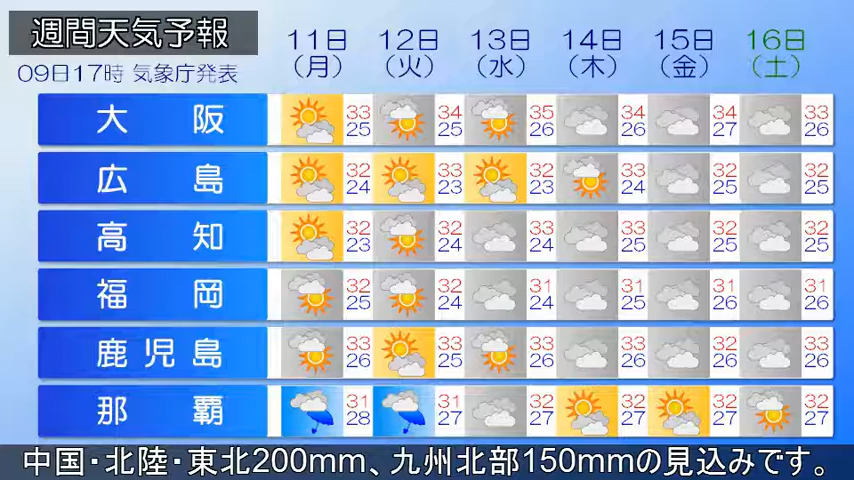 週間天気予報
09日17時 気象庁発表
11日 12日 13日 14日 15日 16日
(月) (火) (水) (木) (金) (土)
大阪 33 25 34 25 35 26 34 26 34 27 33 26
広島 32 24 33 23 32 23 33 24 32 25 32 25
高知 32 23 32 24 33 24 33 25 32 25 32 25
福岡 32 25 32 24 31 24 31 25 31 26 31 26
鹿児島 33 26 33 25 33 26 33 26 32 26 33 26
那覇 31 28 31 27 32 27 32 27 32 27 32 27
中国・北陸・東北200mm、九州北部150mmの見込みです。